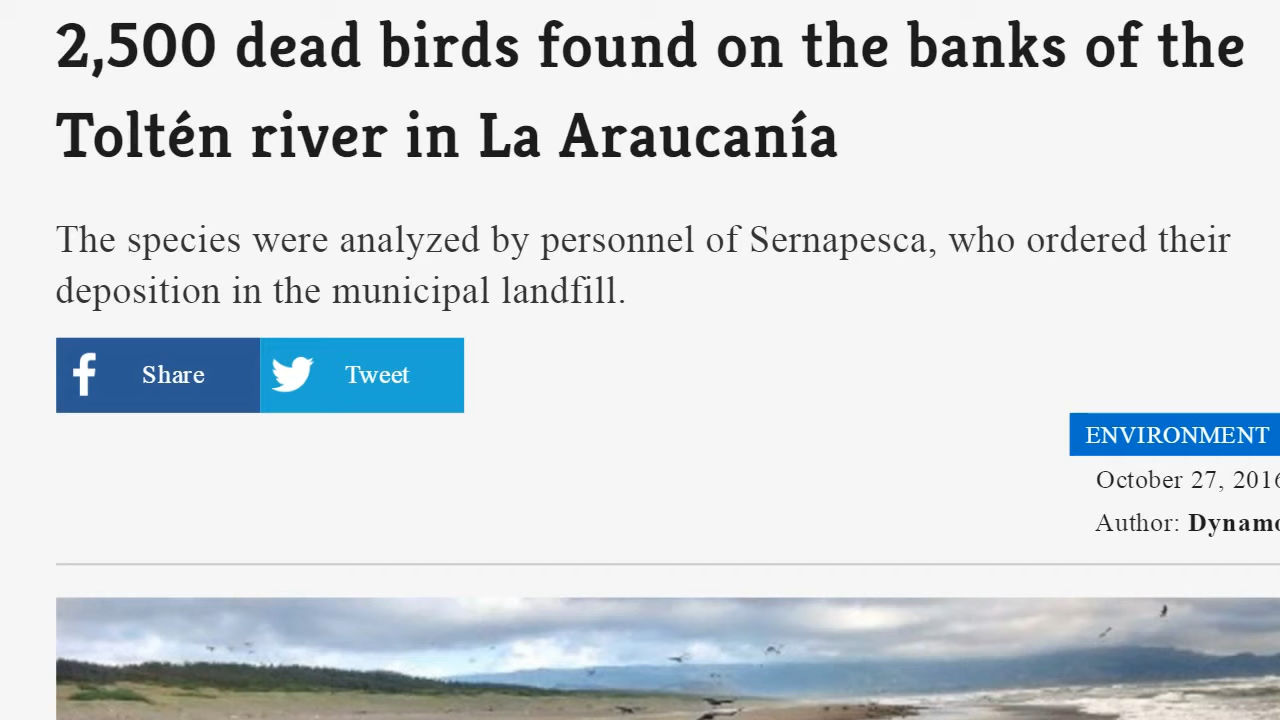 2,500 dead birds found on the banks of the
Toltén river in La Araucanía
The species were analyzed by personnel of Sernapesca, who ordered their
deposition in the municipal landfill.
Share Tweet
ENVIRONMENT
October 27, 2016
Author: